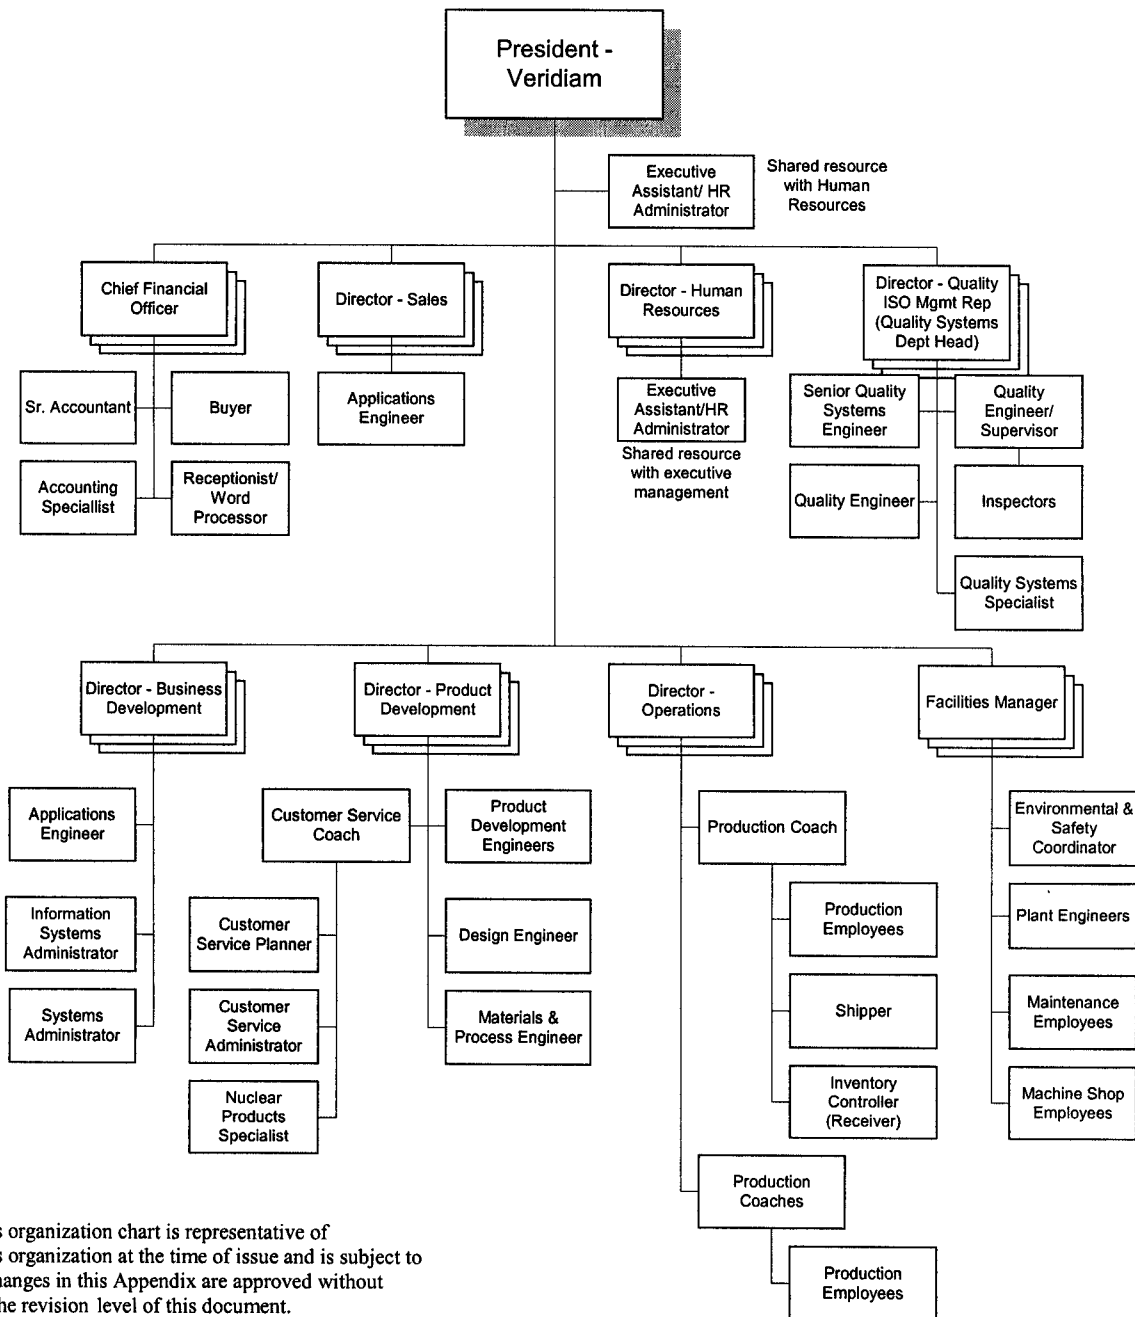 President -
Veridiam
Executive
Assistant/ HR
Administrator
Shared resource
with Human
Resources
Chief Financial
Officer
Director - Sales
Director - Human
Resources
Director - Quality
ISO Mgmt Rep
(Quality Systems
Dept Head)
Sr. Accountant
Buyer
Applications
Engineer
Executive
Assistant/HR
Administrator
Shared resource
with executive
management
Senior Quality
Systems
Engineer
Quality
Engineer/
Supervisor
Accounting
Speciallist
Receptionist/
Word
Processor
Quality Engineer
Inspectors
Quality Systems
Specialist
Director - Business
Development
Director - Product
Development
Director -
Operations
Facilities Manager
Applications
Engineer
Customer Service
Coach
Product
Development
Engineers
Production Coach
Environmental &
Safety
Coordinator
Information
Systems
Administrator
Customer
Service Planner
Design Engineer
Production
Employees
Plant Engineers
Systems
Administrator
Customer
Service
Administrator
Materials &
Process Engineer
Shipper
Maintenance
Employees
Nuclear
Products
Specialist
Inventory
Controller
(Receiver)
Machine Shop
Employees
Production
Coaches
Production
Employees
s organization chart is representative of
s organization at the time of issue and is subject to
hanges in this Appendix are approved without
he revision level of this document.